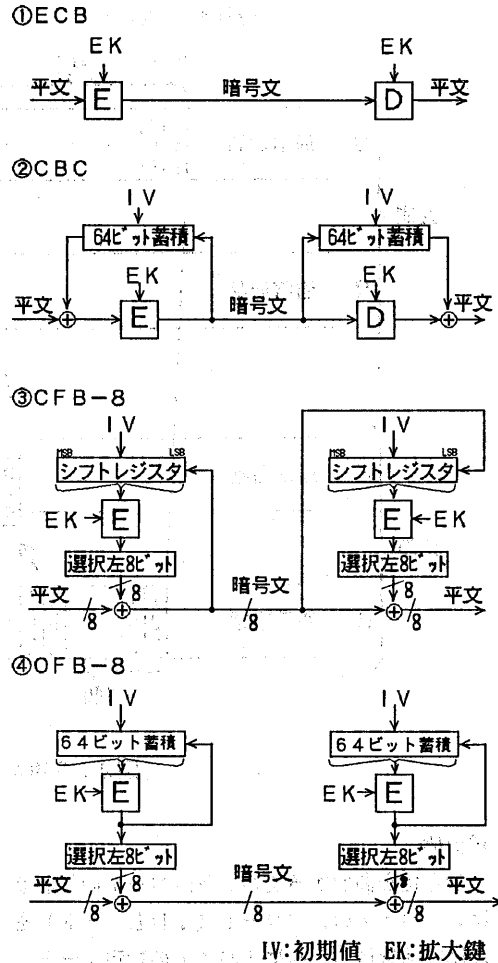 ①ECB
EK EK
平文 E 暗号文 D 平文
②CBC
IV IV
64ビット蓄積 64ビット蓄積
EK EK
平文 E 暗号文 D 平文
③CFB-8
IV IV
MSB LSB MSB LSB
シフトレジスタ シフトレジスタ
EK E E EK
選択左8ビット 選択左8ビット
8 8
平文 暗号文 平文
8 8 8
④OFB-8
IV IV
64ビット蓄積 64ビット蓄積
EK E EK E
選択左8ビット 選択左8ビット
8 8
平文 暗号文 平文
8 8 8
IV:初期値 EK:拡大鍵